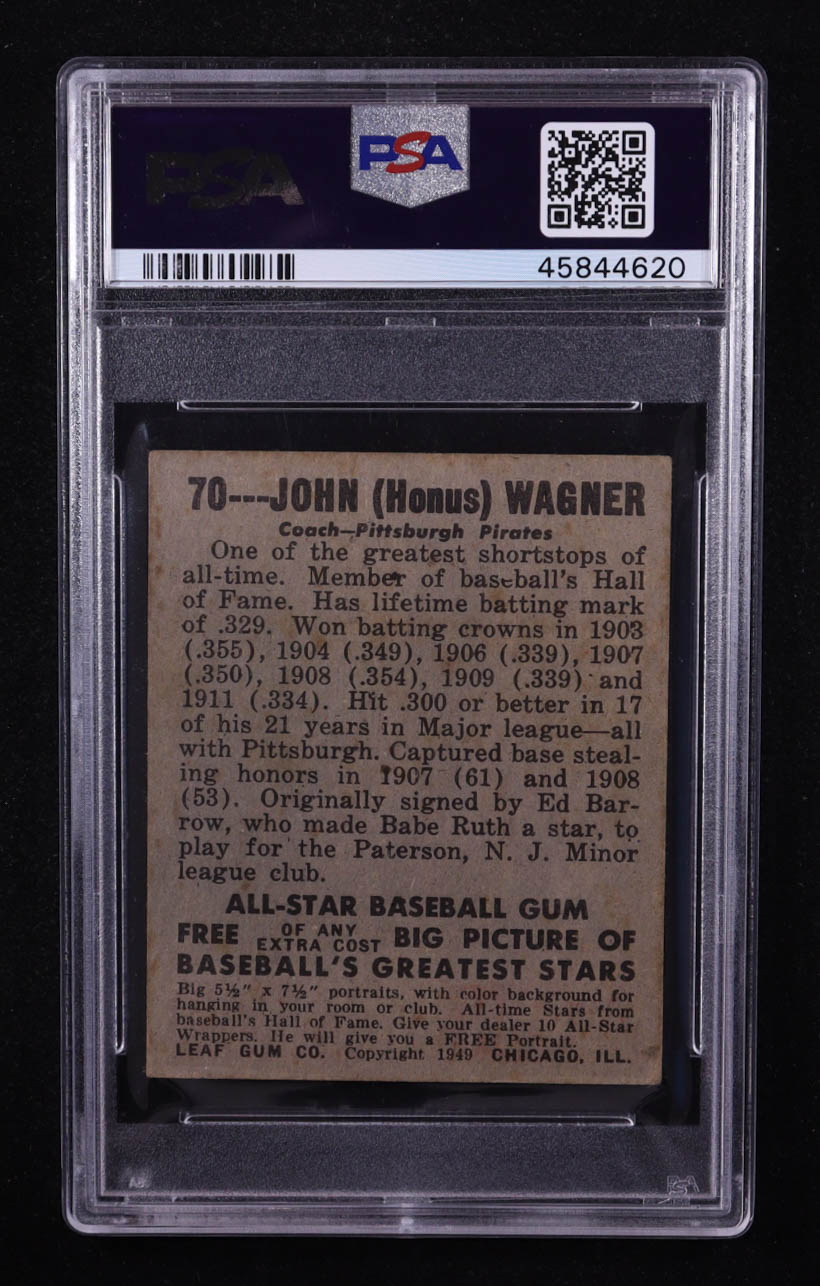 PSA
PSA
45844620
70---JOHN (Honus) WAGNER
Coach—Pittsburgh Pirates
One of the greatest shortstops of
all-time. Member of baseball's Hall
of Fame. Has lifetime batting mark
of .329. Won batting crowns in 1903
(.355), 1904 (.349), 1906 (.339), 1907
(.350), 1908 (.354), 1909 (.339) and
1911 (.334). Hit .300 or better in 17
of his 21 years in Major league—all
with Pittsburgh. Captured base steal-
ing honors in 1907 (61) and 1908
(53). Originally signed by Ed Bar-
row, who made Babe Ruth a star, to
play for the Paterson, N. J. Minor
league club.
ALL-STAR BASEBALL GUM
FREE OF ANY EXTRA COST BIG PICTURE OF
BASEBALL'S GREATEST STARS
Big 5½" x 7½" portraits, with color background for
hanging in your room or club. All-time Stars from
baseball's Hall of Fame. Give your dealer 10 All-Star
Wrappers. He will give you a FREE Portrait.
LEAF GUM CO. Copyright 1949 CHICAGO, ILL.
PSA